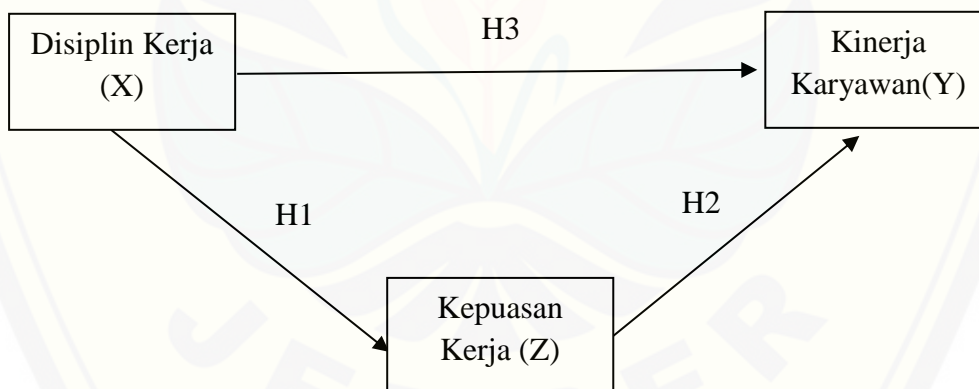 Disiplin Kerja
(X)
H3
Kinerja
Karyawan(Y)
H1
H2
Kepuasan
Kerja (Z)